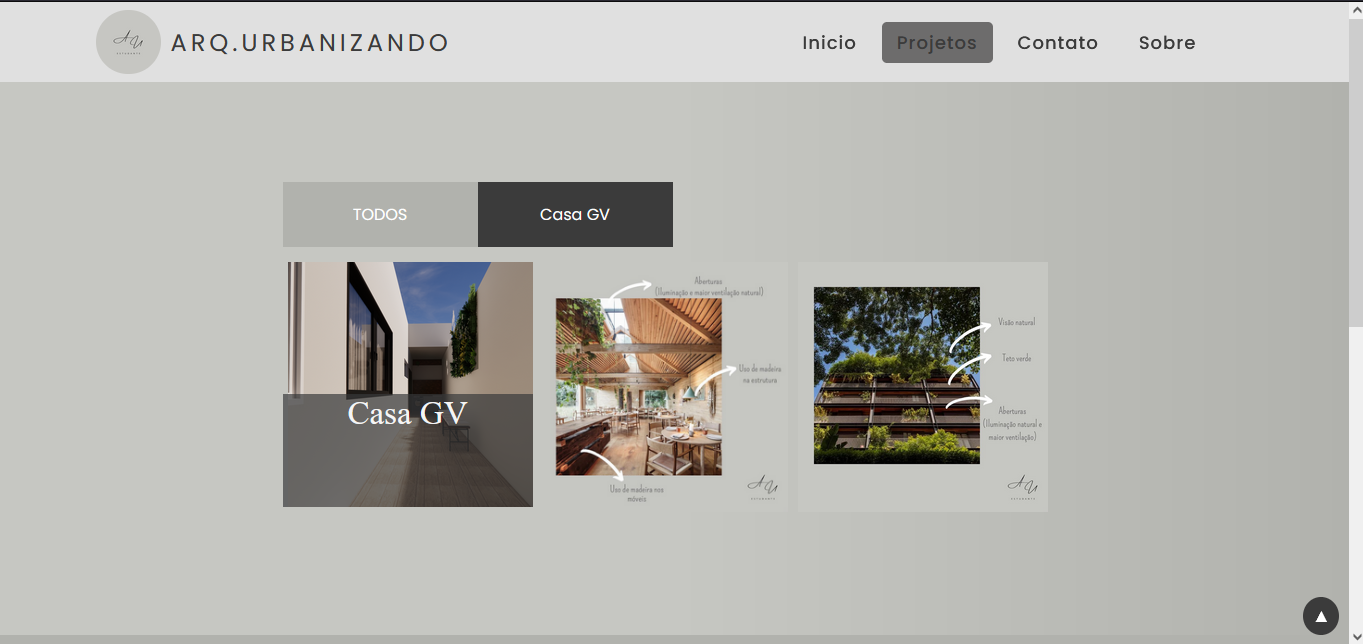 AU
ARQ.URBANIZANDO
Inicio
Projetos
Contato
Sobre
TODOS
Casa GV
Casa GV
Aberturas
(Iluminação e maior ventilação natural)
Uso de madeira
na estrutura
Uso de madeira nos
móveis
AU
Visão natural
Teto verde
Aberturas
(Iluminação natural e
maior ventilação)
AU